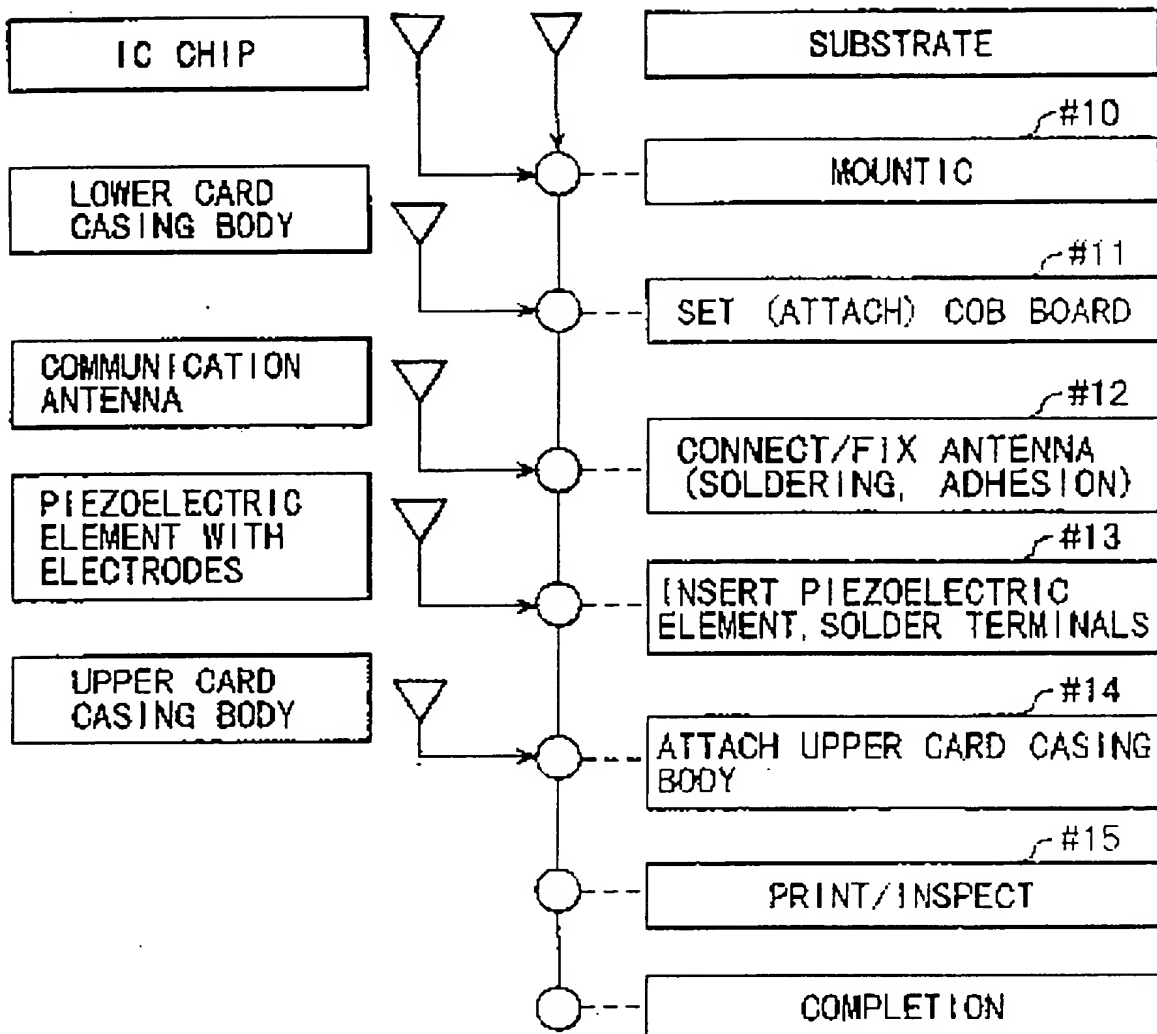 IC CHIP
SUBSTRATE
#10
MOUNTIC
LOWER CARD
CASING BODY
#11
SET (ATTACH) COB BOARD
COMMUNICATION
ANTENNA
#12
CONNECT/FIX ANTENNA
(SOLDERING, ADHESION)
PIEZOELECTRIC
ELEMENT WITH
ELECTRODES
#13
INSERT PIEZOELECTRIC
ELEMENT, SOLDER TERMINALS
UPPER CARD
CASING BODY
#14
ATTACH UPPER CARD CASING
BODY
#15
PRINT/INSPECT
COMPLETION